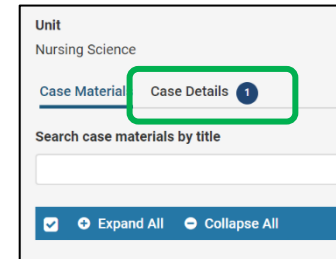 Unit
Nursing Science
Case Material Case Details 1
Search case materials by title
Expand All Collapse All